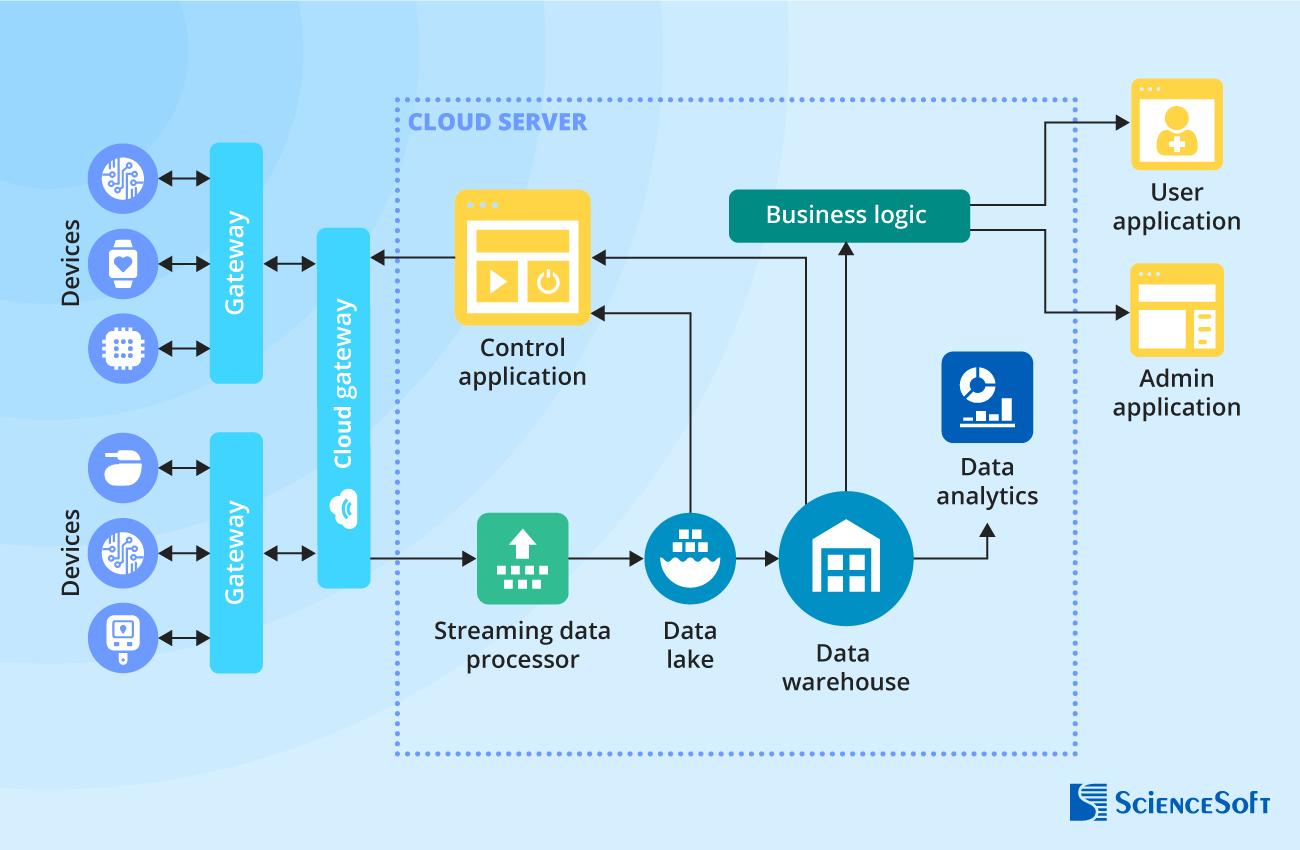 CLOUD SERVER
Devices
Gateway
Devices
Gateway
Cloud gateway
Control
application
Business logic
User
application
Admin
application
Data
analytics
Streaming data
processor
Data
lake
Data
warehouse
ScienceSoft